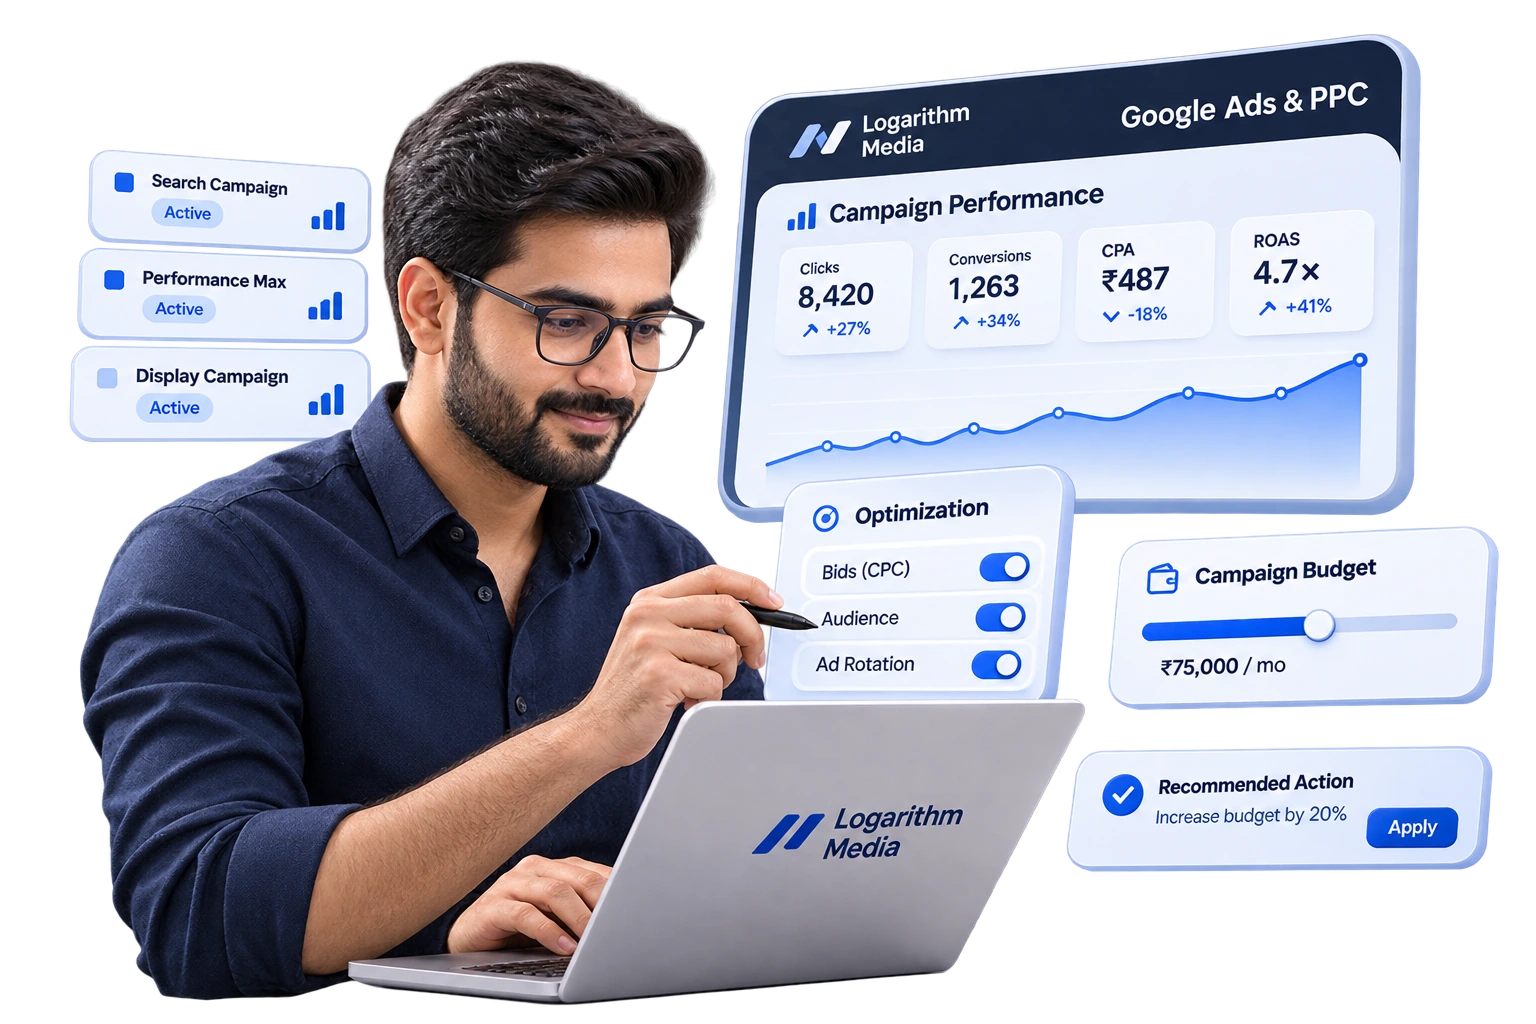 Search Campaign
Active
Performance Max
Active
Display Campaign
Active
Logarithm
Media
Google Ads & PPC
Campaign Performance
Clicks
8,420
+27%
Conversions
1,263
+34%
CPA
₹487
-18%
ROAS
4.7×
+41%
Optimization
Bids (CPC)
Audience
Ad Rotation
Campaign Budget
₹75,000 / mo
Recommended Action
Increase budget by 20%
Apply
Logarithm
Media